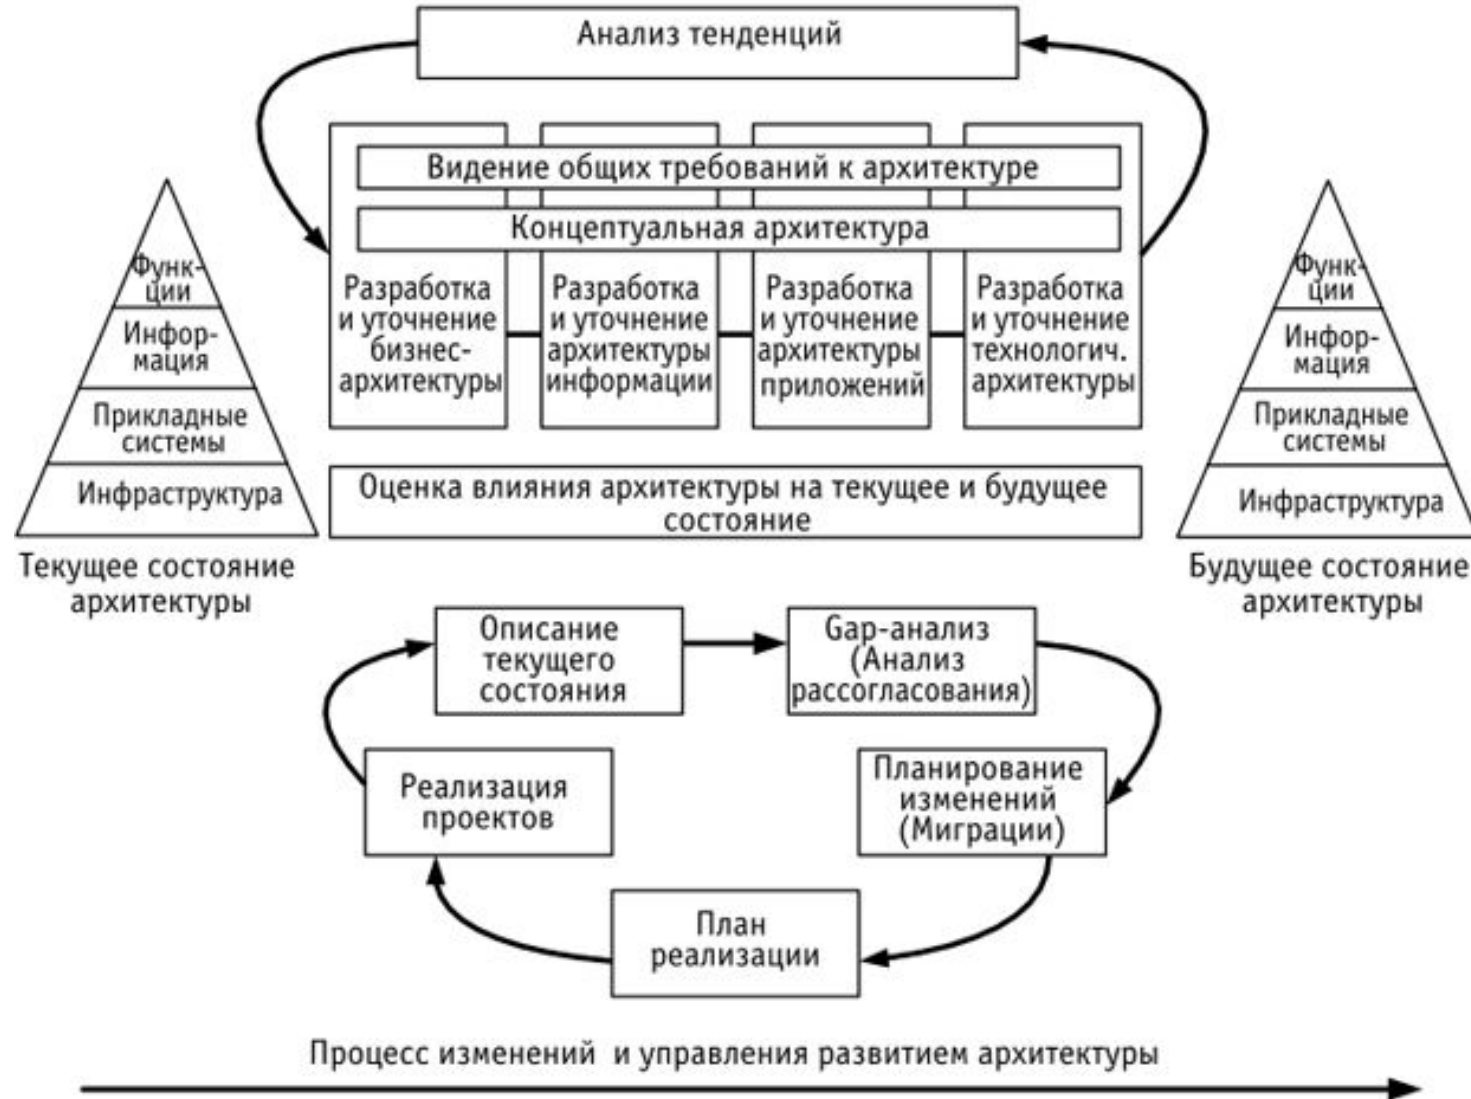 Анализ тенденций
Видение общих требований к архитектуре
Концептуальная архитектура
Разработка
и уточнение
бизнес-
архитектуры
Разработка
и уточнение
архитектуры
информации
Разработка
и уточнение
архитектуры
приложений
Разработка
и уточнение
технологич.
архитектуры
Функ-
ции
Инфор-
мация
Прикладные
системы
Инфраструктура
Текущее состояние
архитектуры
Оценка влияния архитектуры на текущее и будущее
состояние
Функ-
ции
Инфор-
мация
Прикладные
системы
Инфраструктура
Будущее состояние
архитектуры
Описание
текущего
состояния
Gap-анализ
(Анализ
рассогласования)
Планирование
изменений
(Миграции)
План
реализации
Реализация
проектов
Процесс изменений и управления развитием архитектуры